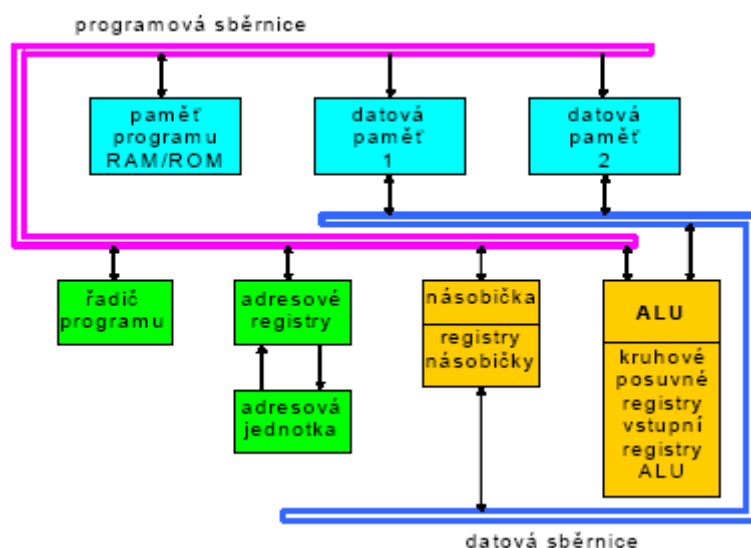 programová sběrnice
paměť
programu
RAM/ROM
datová
paměť
1
datová
paměť
2
řadič
programu
adresové
registry
adresová
jednotka
násobička
registry
násobičky
ALU
kruhové
posuvné
registry
vstupní
registry
ALU
datová sběrnice